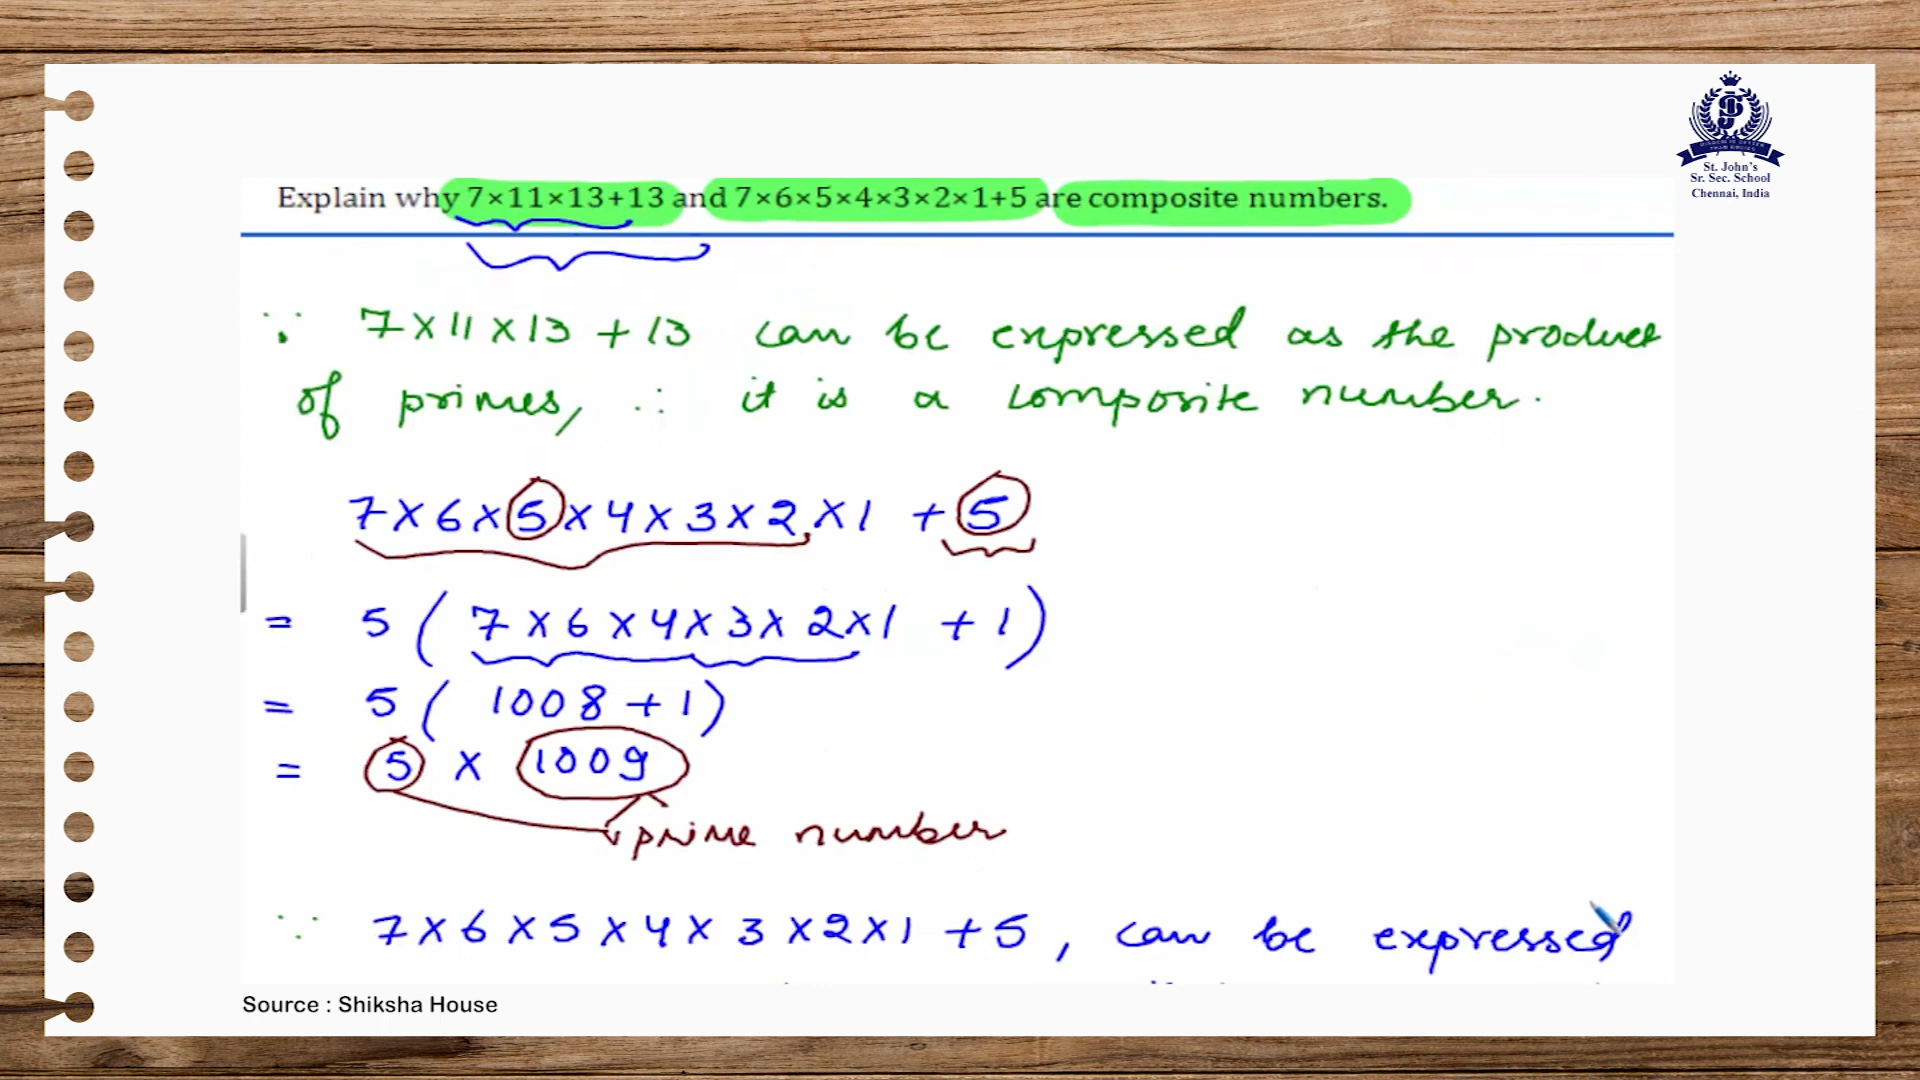 St. John's
Sr. Sec. School
Chennai, India
Explain why 7×11×13+13 and 7×6×5×4×3×2×1+5 are composite numbers.
∵ 7×11×13+13 can be expressed as the product
of primes, ∴ it is a composite number.
7×6×5×4×3×2×1 + 5
= 5(7×6×4×3×2×1 + 1)
= 5(1008+1)
= 5 × 1009
prime number
∵ 7×6×5×4×3×2×1+5, can be expressed
Source : Shiksha House